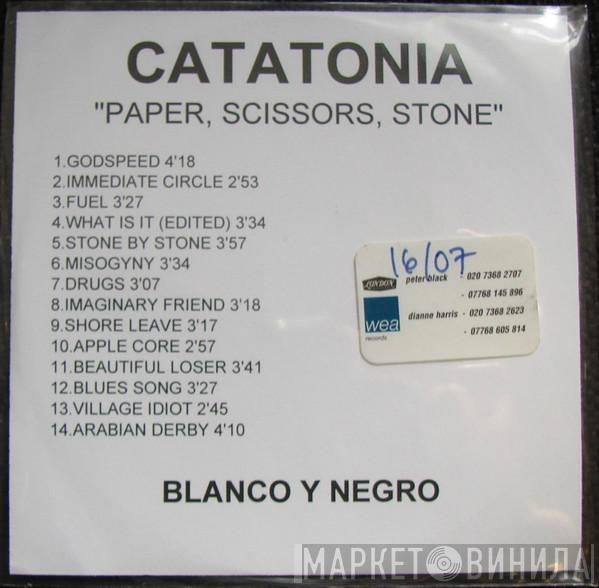 CATATONIA
"PAPER, SCISSORS, STONE"
1.GODSPEED 4'18
2.IMMEDIATE CIRCLE 2'53
3.FUEL 3'27
4.WHAT IS IT (EDITED) 3'34
5.STONE BY STONE 3'57
6.MISOGYNY 3'34
7.DRUGS 3'07
8.IMAGINARY FRIEND 3'18
9.SHORE LEAVE 3'17
10.APPLE CORE 2'57
11.BEAUTIFUL LOSER 3'41
12.BLUES SONG 3'27
13.VILLAGE IDIOT 2'45
14.ARABIAN DERBY 4'10
16/07
LONDON
peter black - 020 7368 2707
- 07768 145 896
wea
records
dianne harris - 020 7368 2623
- 07768 605 814
BLANCO Y NEGRO
МАРКЕТОВИНИЛА